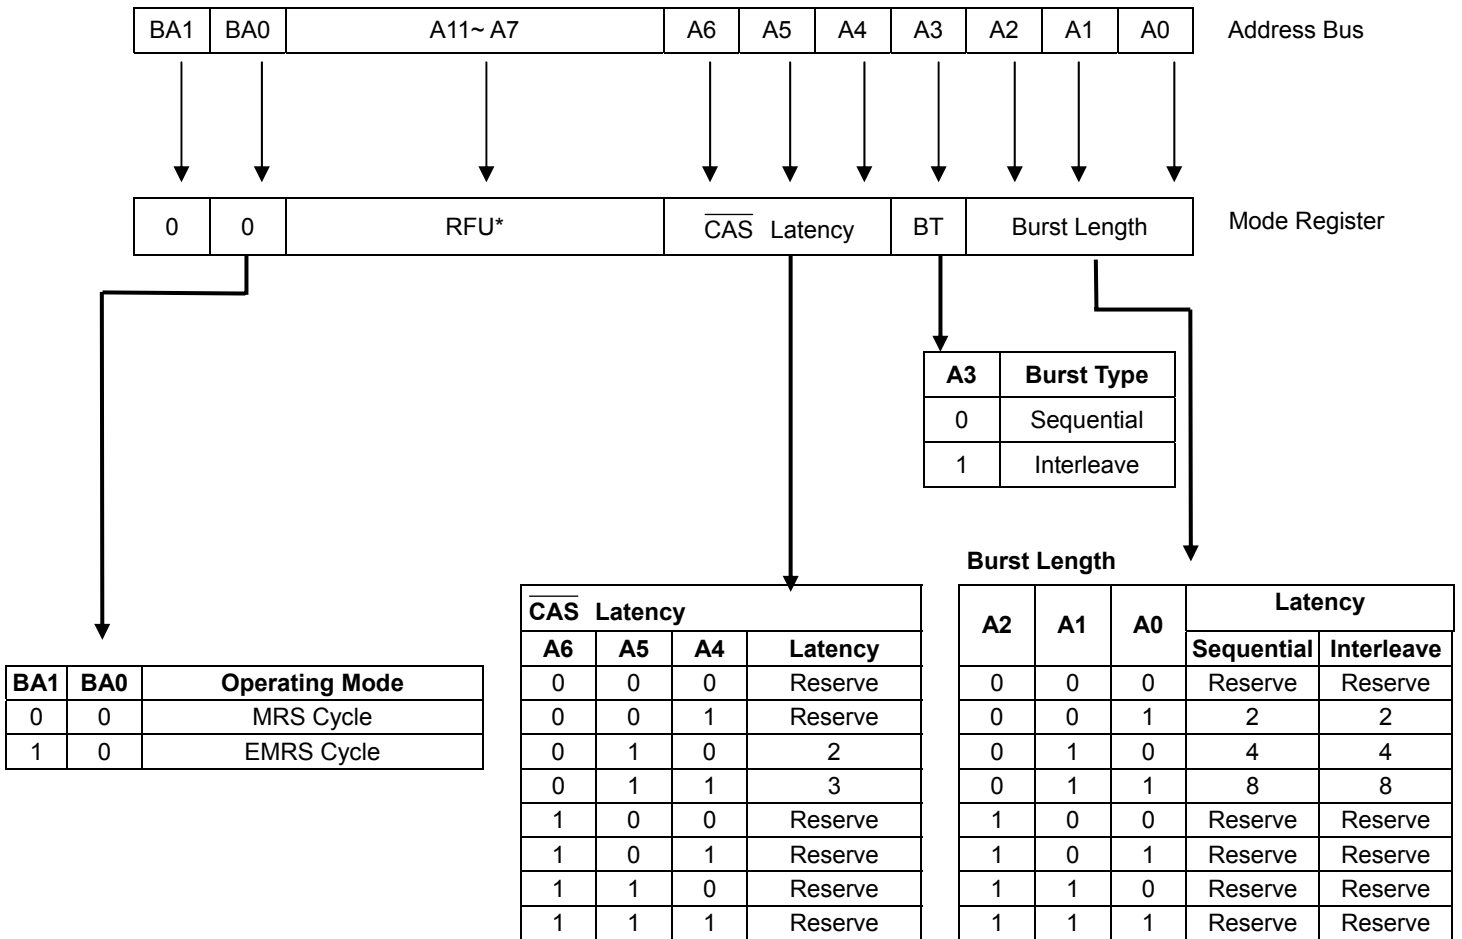 BA1 BA0 A11~ A7 A6 A5 A4 A3 A2 A1 A0 Address Bus
0 0 RFU* CAS Latency BT Burst Length Mode Register
A3 Burst Type
0 Sequential
1 Interleave
BA1 BA0 Operating Mode
0 0 MRS Cycle
1 0 EMRS Cycle
CAS Latency
A6 A5 A4 Latency
0 0 0 Reserve
0 0 1 Reserve
0 1 0 2
0 1 1 3
1 0 0 Reserve
1 0 1 Reserve
1 1 0 Reserve
1 1 1 Reserve
Burst Length
A2 A1 A0 Latency
Sequential Interleave
0 0 0 Reserve Reserve
0 0 1 2 2
0 1 0 4 4
0 1 1 8 8
1 0 0 Reserve Reserve
1 0 1 Reserve Reserve
1 1 0 Reserve Reserve
1 1 1 Reserve Reserve